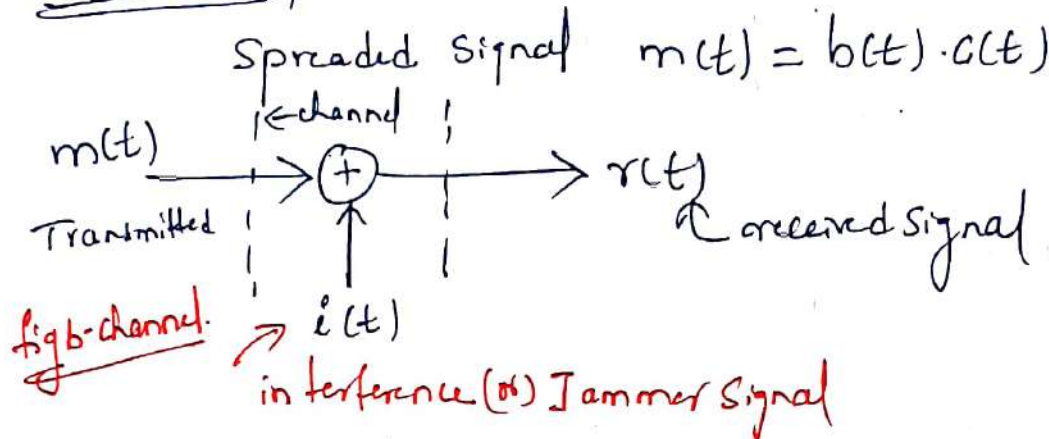 Spreaded Signal m(t) = b(t).c(t)
←channel
m(t)
+
r(t)
Transmitted
received signal
i(t)
fig b-channel.
interference (or) Jammer Signal